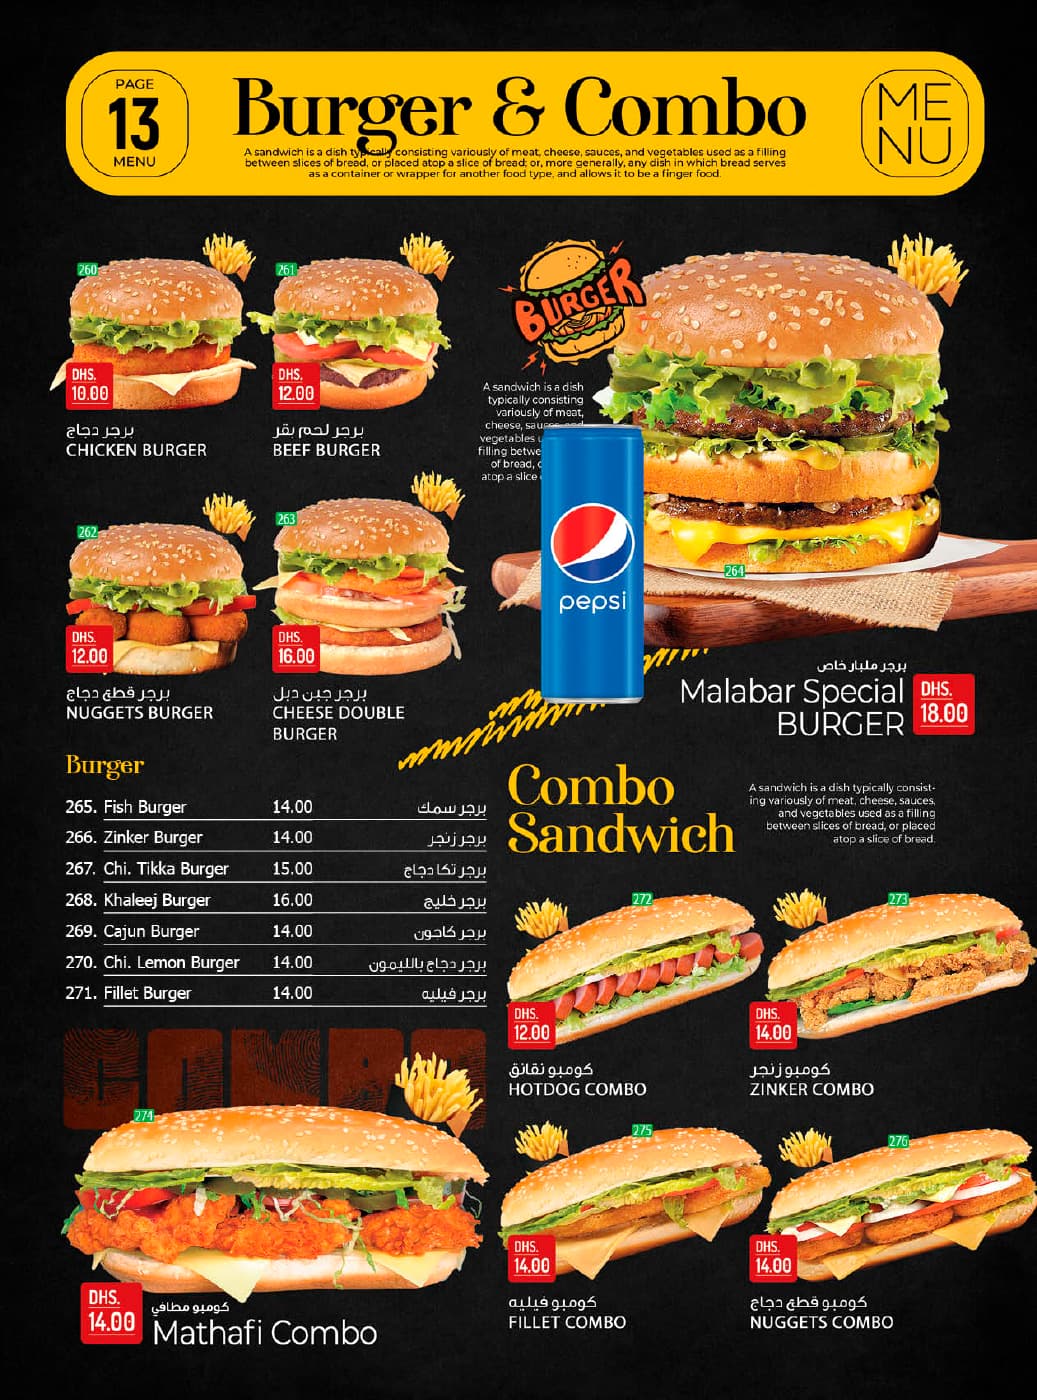 PAGE
13
MENU
Burger & Combo
A sandwich is a dish typically consisting variously of meat, cheese, sauces, and vegetables used as a filling
between slices of bread, or placed atop a slice of bread; or, more generally, any dish in which bread serves
as a container or wrapper for another food type, and allows it to be a finger food.
ME
NU
260
DHS.
10.00
برجر دجاج
CHICKEN BURGER
261
DHS.
12.00
برجر لحم بقر
BEEF BURGER
BURGER
A sandwich is a dish
typically consisting
variously of meat,
cheese, sauces, and
vegetables
filling
of bread,
atop a slice
pepsi
264
برجر مليار خاص
Malabar Special
BURGER
DHS.
18.00
262
DHS.
12.00
برجر قطع دجاج
NUGGETS BURGER
263
DHS.
16.00
برجر جبن دبل
CHEESE DOUBLE
BURGER
Burger
265. Fish Burger 14.00 برجر سمك
266. Zinker Burger 14.00 برجر زنجر
267. Chi. Tikka Burger 15.00 برجر تكا دجاج
268. Khaleej Burger 16.00 برجر خليج
269. Cajun Burger 14.00 برجر كاجون
270. Chi. Lemon Burger 14.00 برجر دجاج بالليمون
271. Fillet Burger 14.00 برجر فيليه
Combo
Sandwich
A sandwich is a dish typically consist-
ing variously of meat, cheese, sauces,
and vegetables used as a filling
between slices of bread, or placed
atop a slice of bread.
272
DHS.
12.00
كومبو نقانق
HOTDOG COMBO
273
DHS.
14.00
كومبو زنجر
ZINKER COMBO
COMBO
274
DHS.
14.00
كومبو مطافي
Mathafi Combo
275
DHS.
14.00
كومبو فيليه
FILLET COMBO
276
DHS.
14.00
كومبو قطع دجاج
NUGGETS COMBO